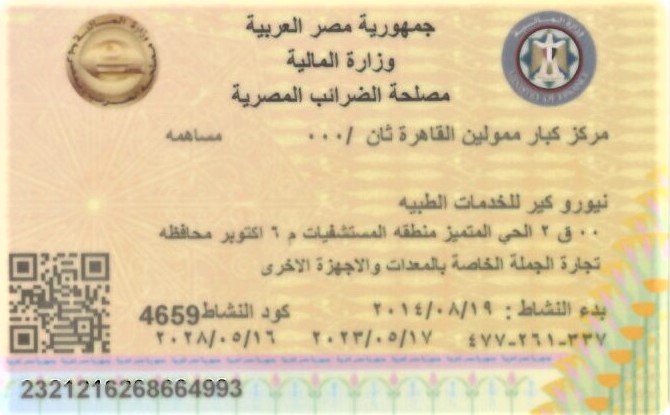 جمهورية مصر العربية
وزارة المالية
مصلحة الضرائب المصرية
MINISTRY OF FINANCE
مركز كبار ممولين القاهرة ثان /٠٠٠ مساهمه
نيورو كير للخدمات الطبيه
٠٠ ق ٢ الحي المتميز منطقه المستشفيات م ٦ اكتوبر محافظه
تجارة الجملة الخاصة بالمعدات والاجهزة الاخرى
بدء النشاط : ٢٠١٤/٠٨/١٩ كود النشاط 4659
٤٧٧-٢٦١-٣٣٧ ٢٠٢٣/٠٥/١٧ ٢٠٢٨/٠٥/١٦
2321216268664993